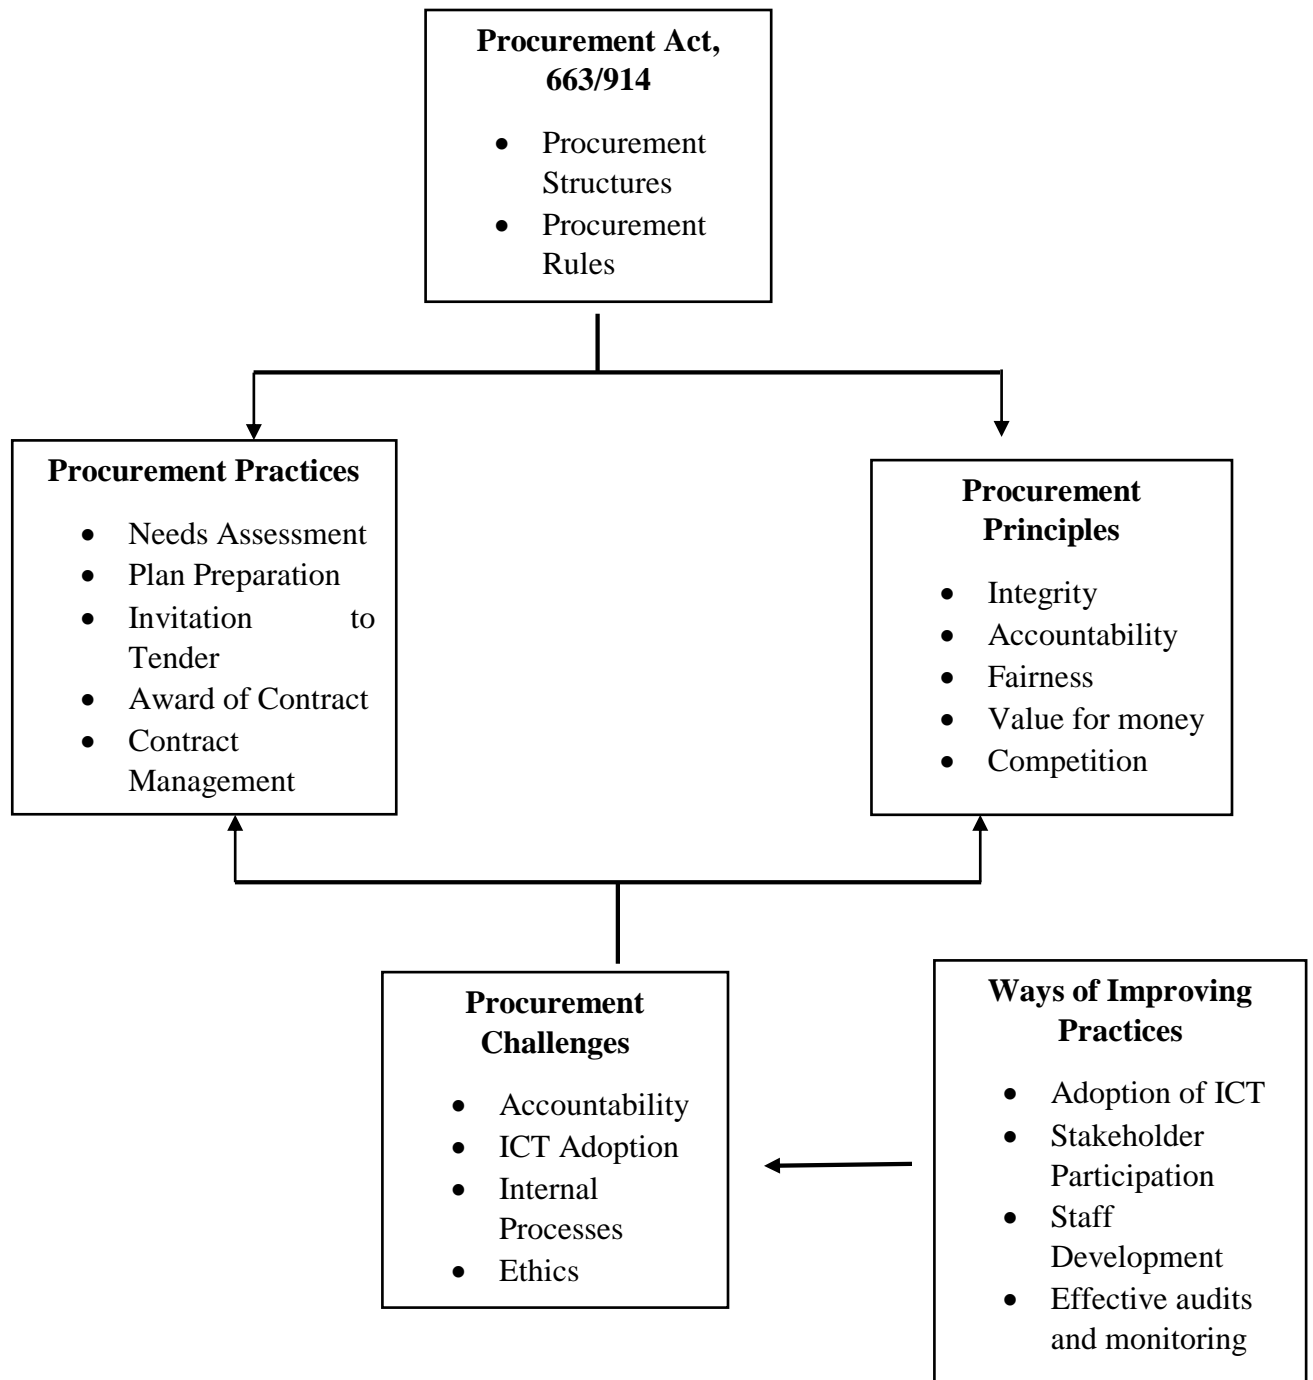 Procurement Act,
663/914
• Procurement
Structures
• Procurement
Rules
Procurement Practices
• Needs Assessment
• Plan Preparation
• Invitation to
Tender
• Award of Contract
• Contract
Management
Procurement
Principles
• Integrity
• Accountability
• Fairness
• Value for money
• Competition
Procurement
Challenges
• Accountability
• ICT Adoption
• Internal
Processes
• Ethics
Ways of Improving
Practices
• Adoption of ICT
• Stakeholder
Participation
• Staff
Development
• Effective audits
and monitoring